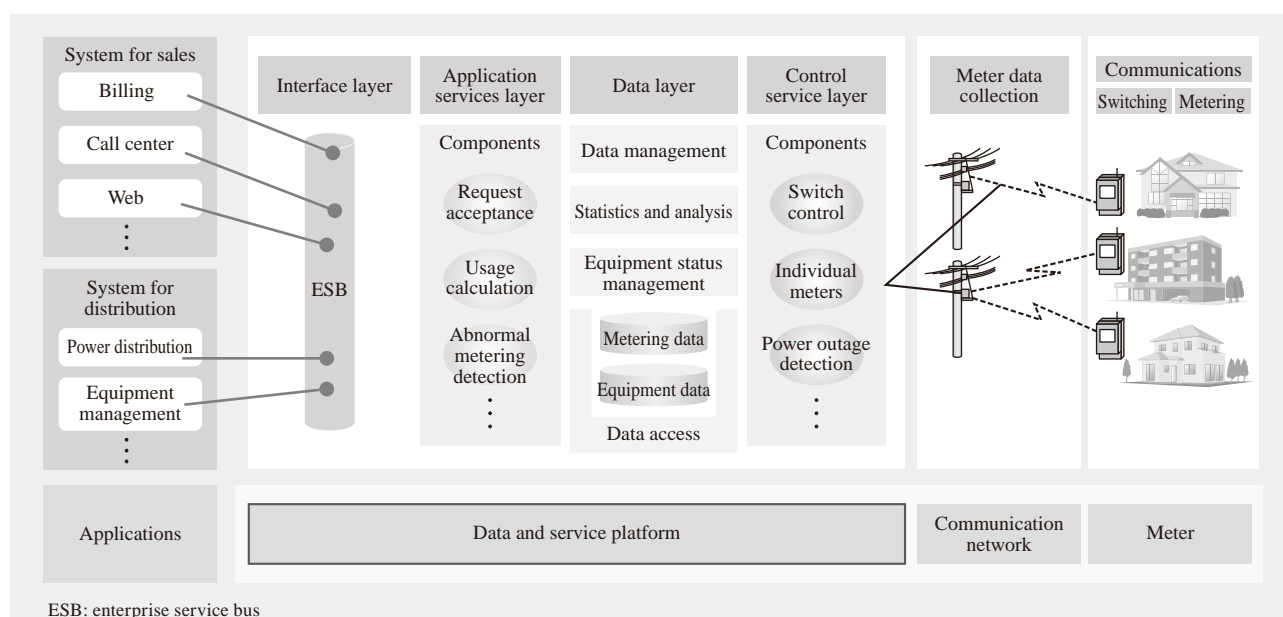 System for sales
Billing
Call center
Web
System for
distribution
Power distribution
Equipment
management
Interface layer
ESB
Application
services layer
Components
Request
acceptance
Usage
calculation
Abnormal
metering
detection
Data layer
Data management
Statistics and analysis
Equipment status
management
Metering data
Equipment data
Data access
Control
service layer
Components
Switch
control
Individual
meters
Power outage
detection
Meter data
collection
Communications
Switching
Metering
Applications
Data and service platform
Communication
network
Meter
ESB: enterprise service bus